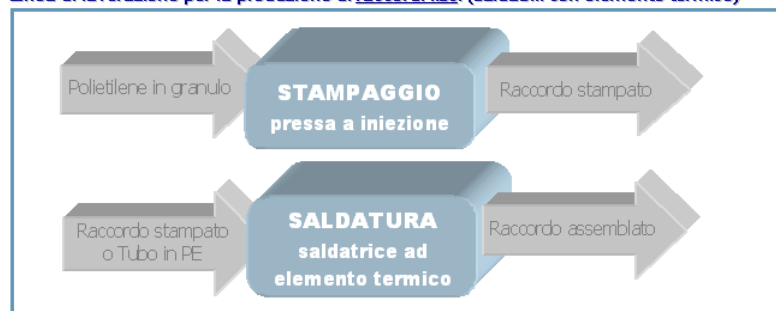 Polietilene in granulo
STAMPAGGIO
pressa a iniezione
Raccordo stampato
Raccordo stampato
o Tubo in PE
SALDATURA
saldatrice ad
elemento termico
Raccordo assemblato